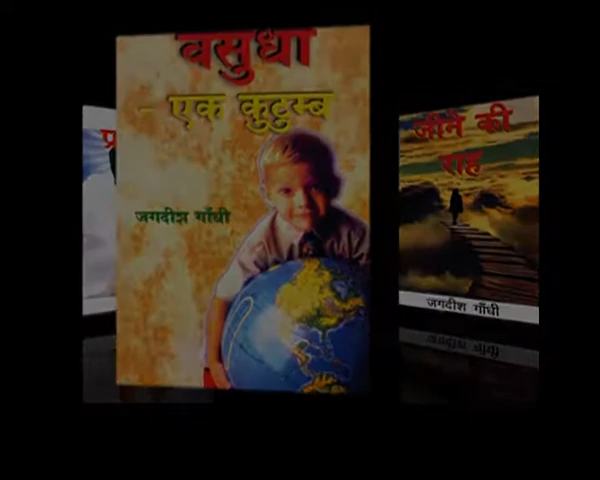 वसुधा
- एक कुटुम्ब
जगदीश गाँधी
जीने की
राह
जगदीश गाँधी